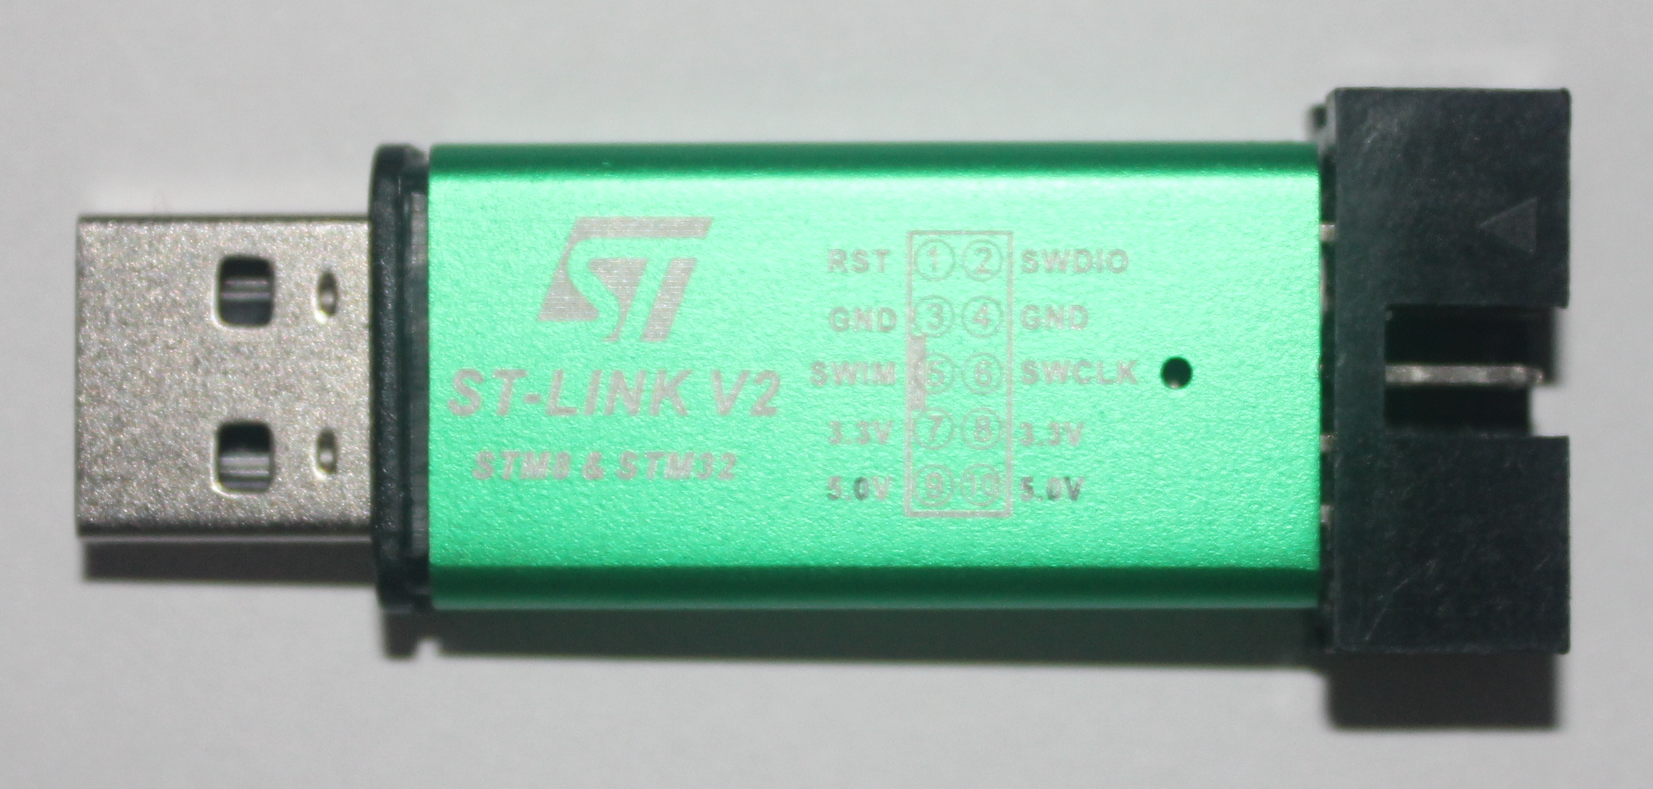 ST
ST-LINK V2
STM8 & STM32
RST 1 2 SWDIO
GND 3 4 GND
SWIM 5 6 SWCLK
3.3V 7 8 3.3V
5.0V 9 10 5.0V